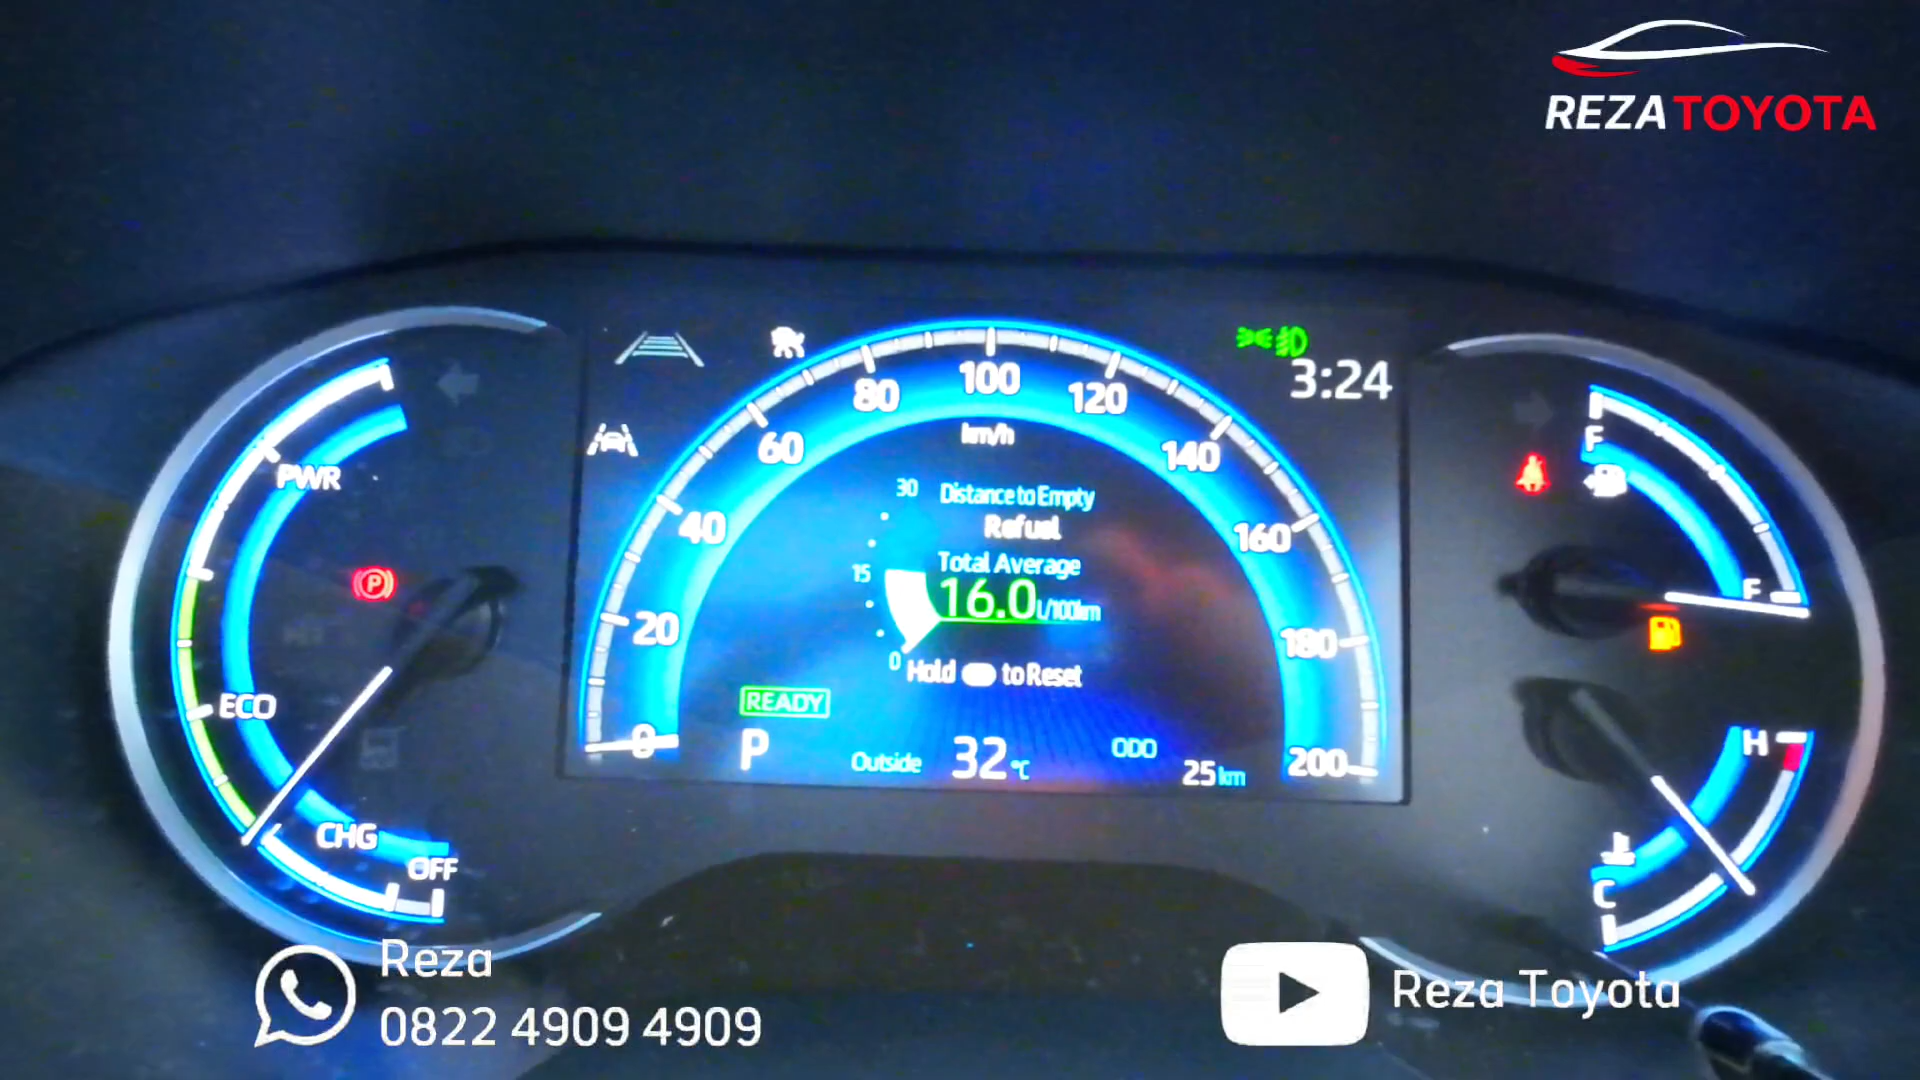 REZA TOYOTA
3:24
80
100
120
km/h
60
140
PWR
F
30
Distance to Empty
Refuel
40
160
15
Total Average
16.0 L/100km
P
F
20
180
0
Hold to Reset
ECO
READY
0
P
Outside 32°C
ODO
25 km
200
H
CHG
OFF
C
Reza
0822 4909 4909
Reza Toyota